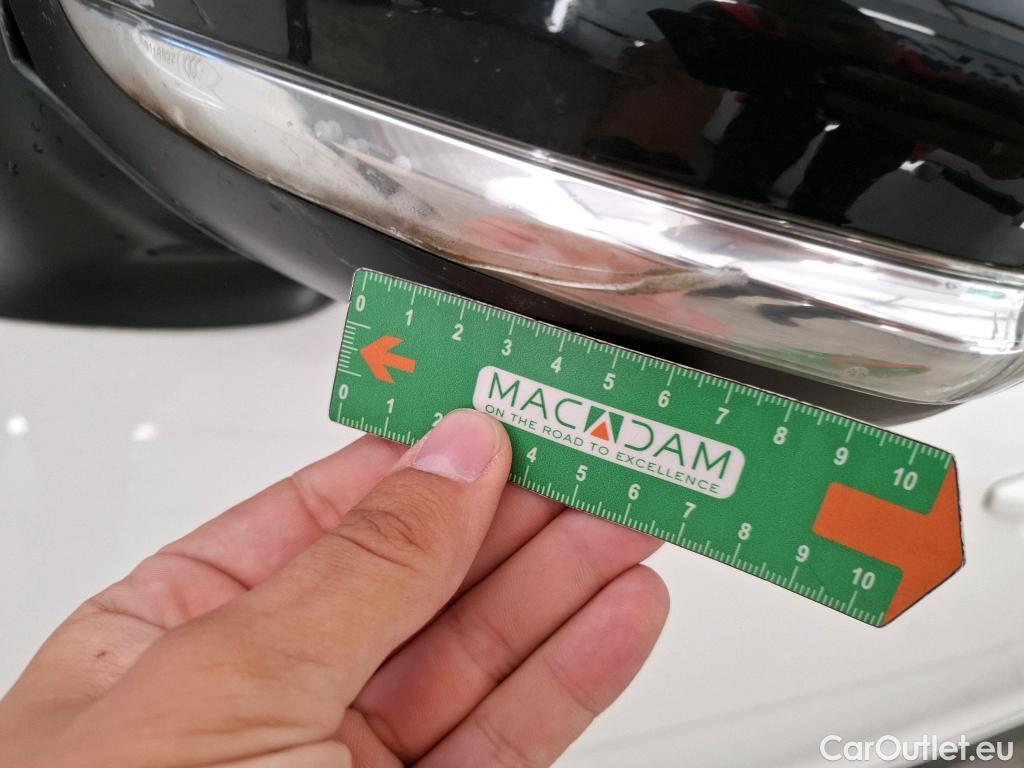 0 1 2 3 4 5 6 7 8 9 10
MACADAM
ON THE ROAD TO EXCELLENCE
0 1 2 4 5 6 7 8 9 10
CarOutlet.eu